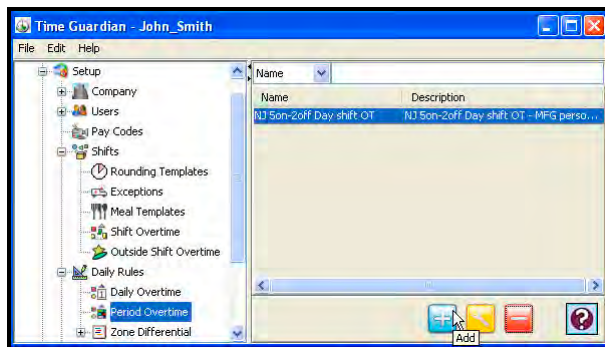 Time Guardian - John_Smith
File Edit Help
Setup
Company
Users
Pay Codes
Shifts
Rounding Templates
Exceptions
Meal Templates
Shift Overtime
Outside Shift Overtime
Daily Rules
Daily Overtime
Period Overtime
Zone Differential
Name
Name Description
NJ 5on-2off Day shift OT NJ 5on-2off Day shift OT - MFG perso...
Add